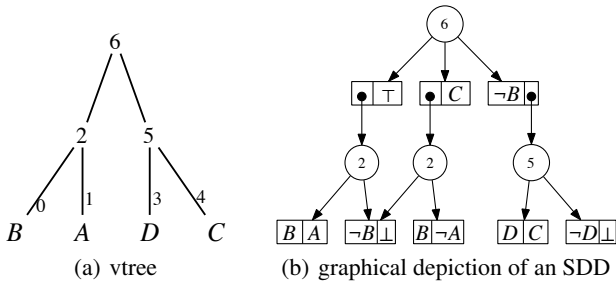 6
6
⊤ C ¬B
2 5
2 2 5
0 1 3 4
B A D C
B A ¬B ⊥ B ¬A D C ¬D ⊥
(a) vtree
(b) graphical depiction of an SDD